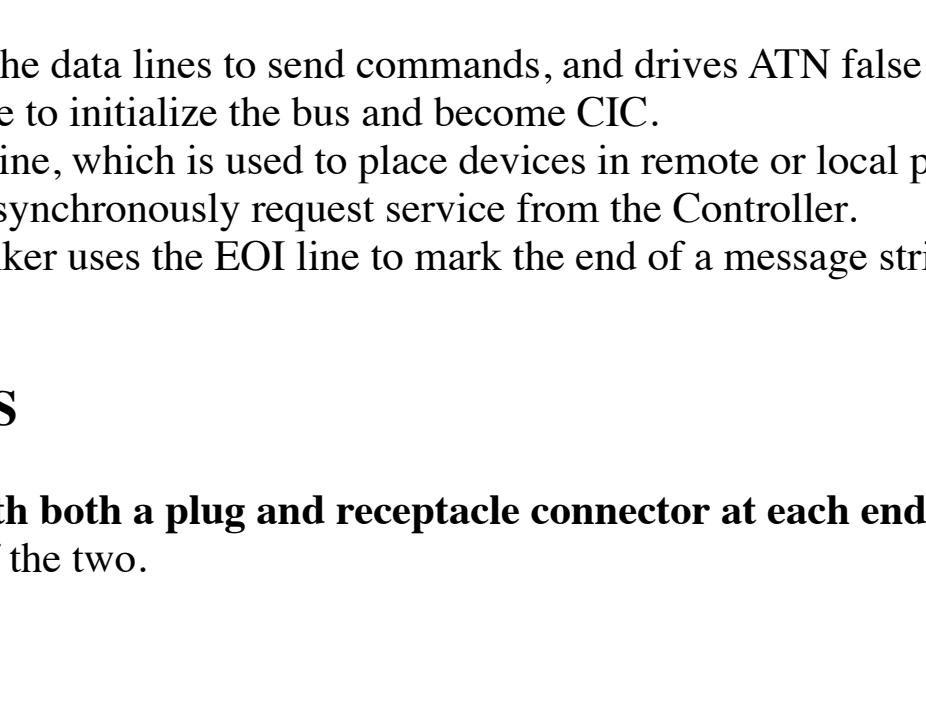 he data lines to send commands, and drives ATN false
e to initialize the bus and become CIC.
ine, which is used to place devices in remote or local p
synchronously request service from the Controller.
ker uses the EOI line to mark the end of a message stri
S
th both a plug and receptacle connector at each end
the two.